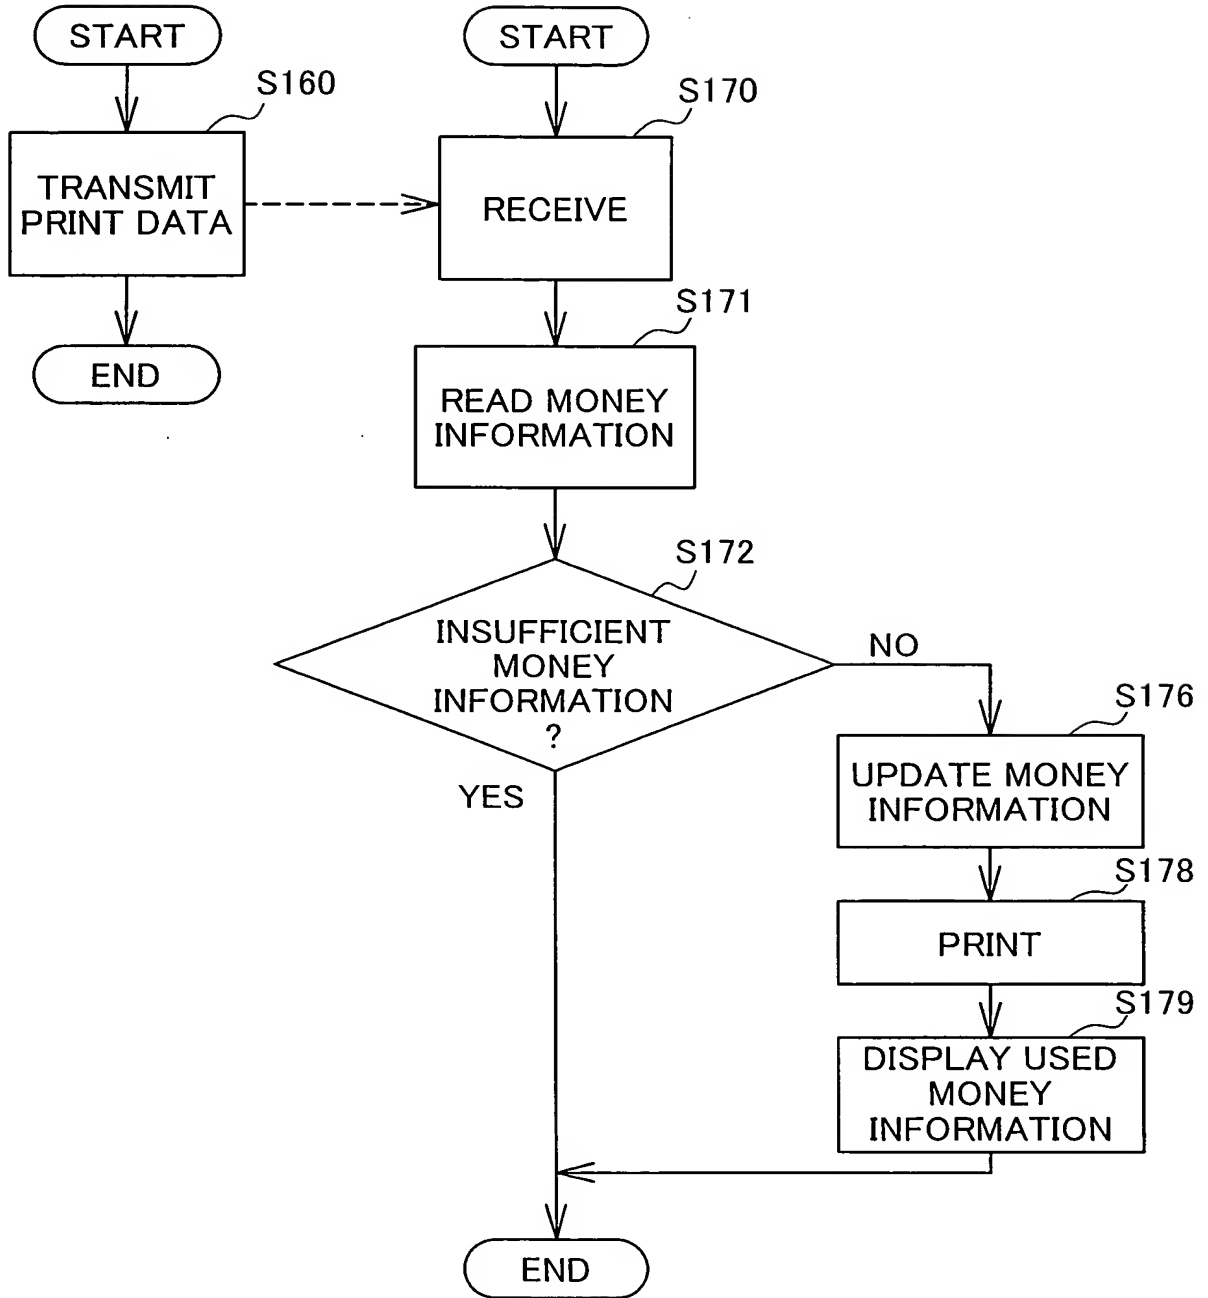 START
START
S160
S170
TRANSMIT
PRINT DATA
RECEIVE
END
S171
READ MONEY
INFORMATION
S172
INSUFFICIENT
MONEY
INFORMATION
?
NO
YES
S176
UPDATE MONEY
INFORMATION
S178
PRINT
S179
DISPLAY USED
MONEY
INFORMATION
END